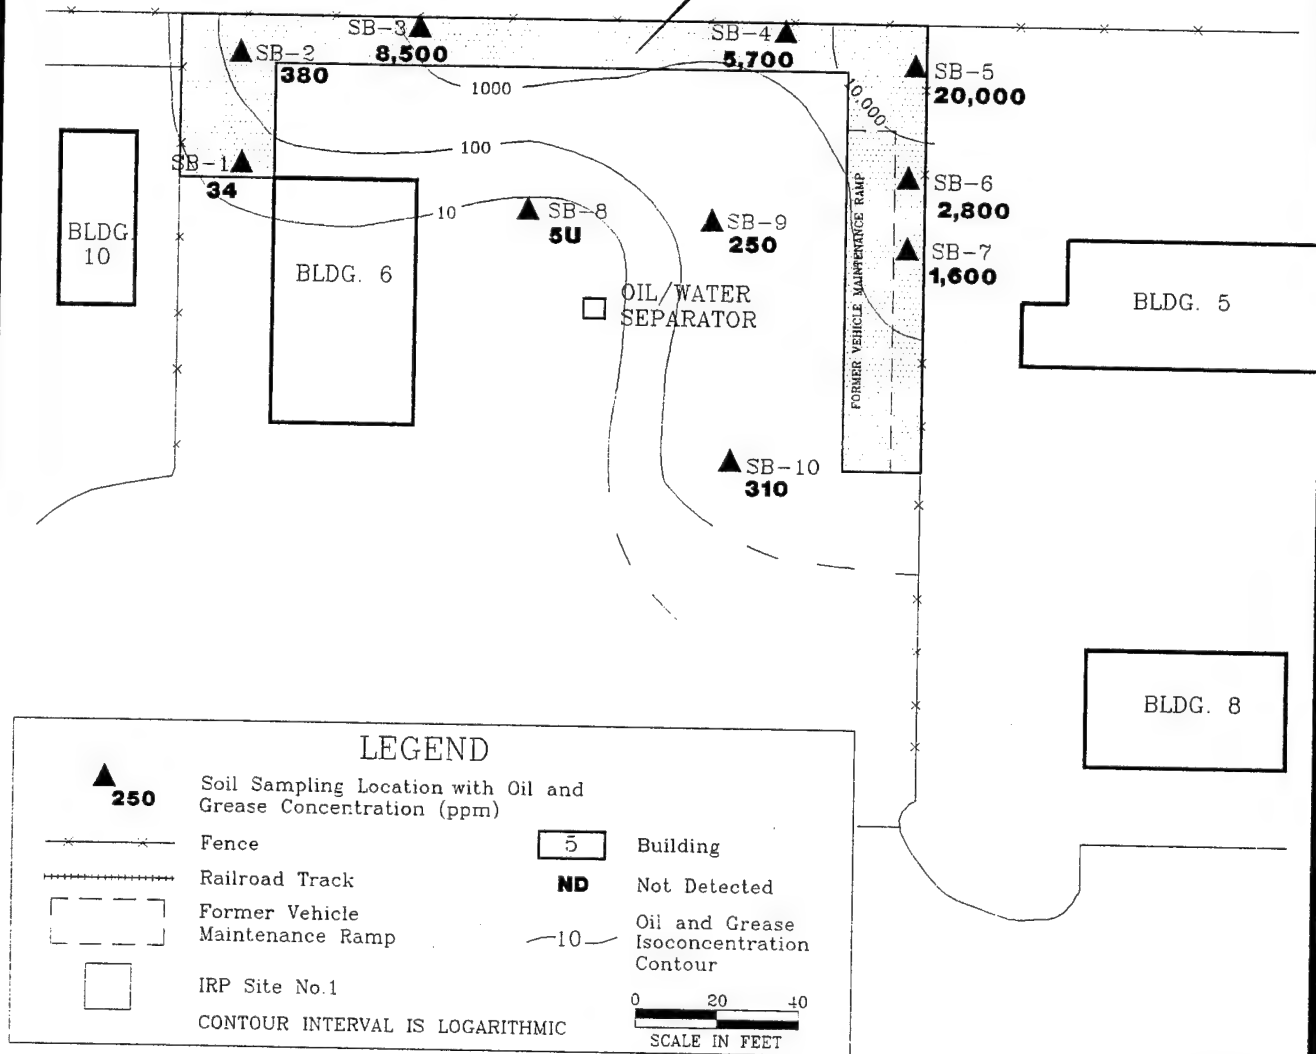 SB-3
8,500
SB-4
5,700
SB-2
380
SB-5
20,000
1000
10,000
100
SB-1
34
SB-6
2,800
10
SB-8
5U
SB-9
250
SB-7
1,600
BLDG.
10
BLDG. 6
FORMER VEHICLE MAINTENANCE RAMP
OIL/WATER
SEPARATOR
BLDG. 5
SB-10
310
BLDG. 8
LEGEND
250
Soil Sampling Location with Oil and
Grease Concentration (ppm)
Fence
5
Building
Railroad Track
ND
Not Detected
Former Vehicle
Maintenance Ramp
10
Oil and Grease
Isoconcentration
Contour
IRP Site No.1
CONTOUR INTERVAL IS LOGARITHMIC
0 20 40
SCALE IN FEET